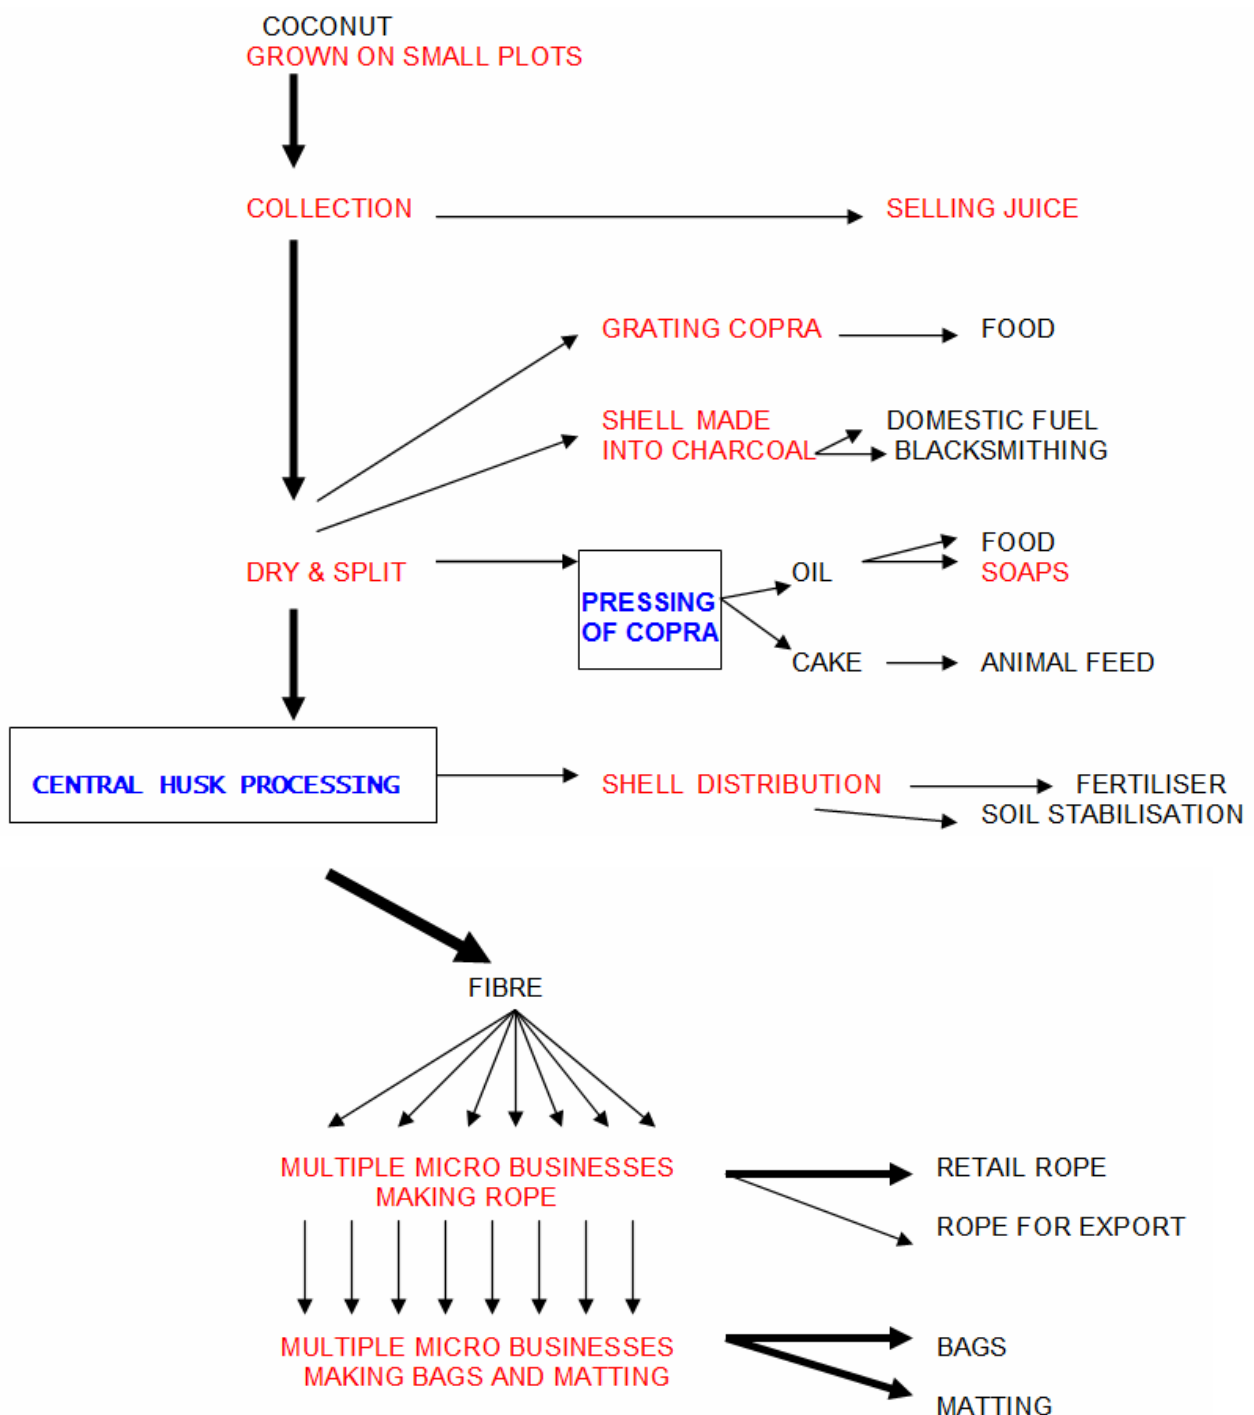 COCONUT
GROWN ON SMALL PLOTS
COLLECTION
SELLING JUICE
GRATING COPRA
FOOD
SHELL MADE
INTO CHARCOAL
DOMESTIC FUEL
BLACKSMITHING
DRY & SPLIT
PRESSING
OF COPRA
OIL
FOOD
SOAPS
CAKE
ANIMAL FEED
CENTRAL HUSK PROCESSING
SHELL DISTRIBUTION
FERTILISER
SOIL STABILISATION
FIBRE
MULTIPLE MICRO BUSINESSES
MAKING ROPE
RETAIL ROPE
ROPE FOR EXPORT
MULTIPLE MICRO BUSINESSES
MAKING BAGS AND MATTING
BAGS
MATTING